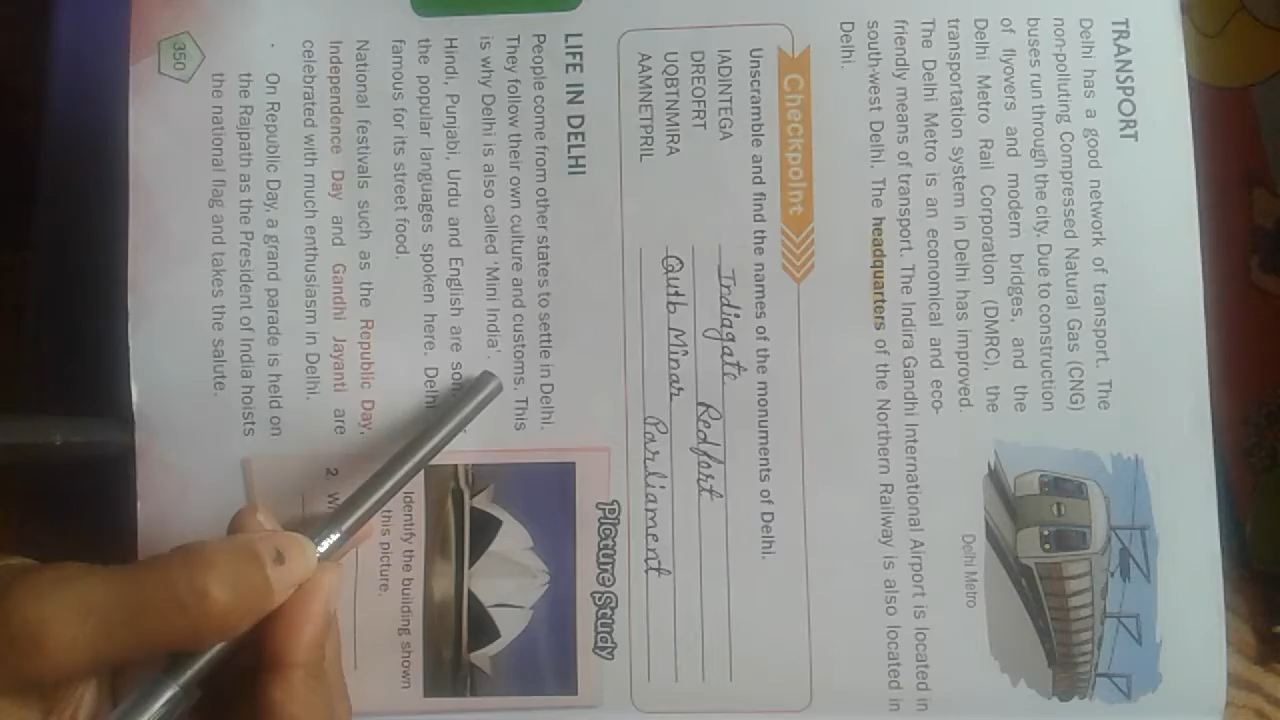 TRANSPORT
Delhi has a good network of transport. The
non-polluting Compressed Natural Gas (CNG)
buses run through the city. Due to construction
of flyovers and modern bridges, and the
Delhi Metro Rail Corporation (DMRC), the
transportation system in Delhi has improved.
Delhi Metro
The Delhi Metro is an economical and eco-
friendly means of transport. The Indira Gandhi International Airport is located in
south-west Delhi. The headquarters of the Northern Railway is also located in
Delhi.
Checkpoint
Unscramble and find the names of the monuments of Delhi.
IADINTEGA Indiagate
DREOFRT Redfort
UQBTNMIRA Qutb Minar
AAMNETPRIL Parliament
LIFE IN DELHI
People come from other states to settle in Delhi.
They follow their own culture and customs. This
is why Delhi is also called 'Mini India'.
Hindi, Punjabi, Urdu and English are
the popular languages spoken here. Delhi
famous for its street food.
National festivals such as the Republic Day,
Independence Day and Gandhi Jayanti are
celebrated with much enthusiasm in Delhi.
• On Republic Day, a grand parade is held on
the Rajpath as the President of India hoists
the national flag and takes the salute.
350
Picture Study
Identify the building shown
this picture.
2.